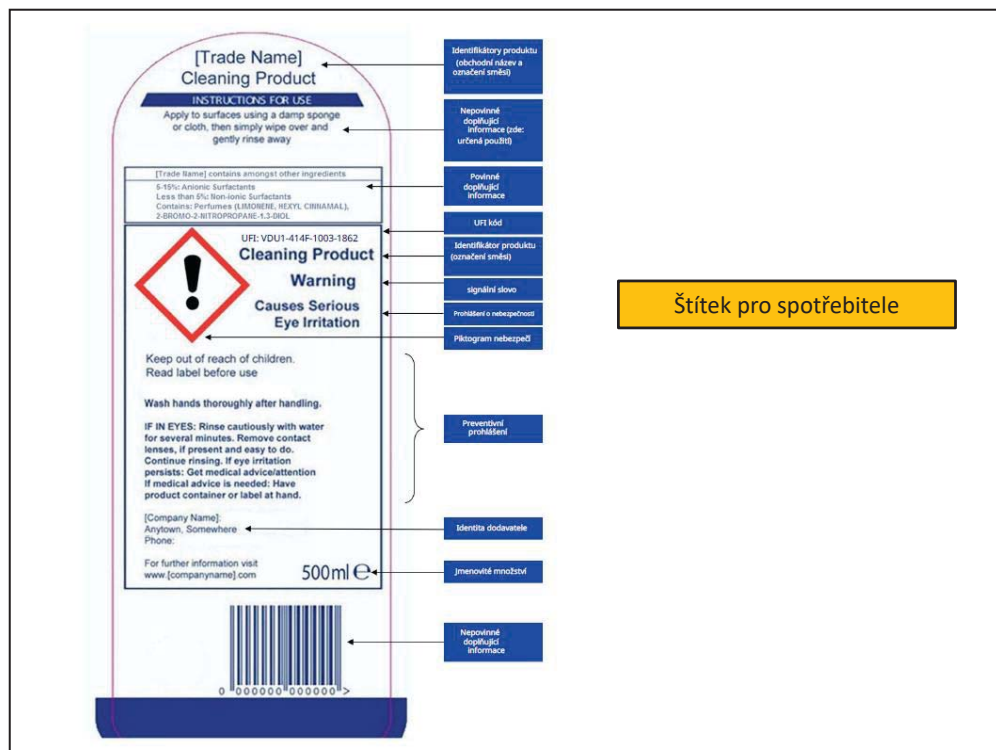 [Trade Name]
Cleaning Product
INSTRUCTIONS FOR USE
Apply to surfaces using a damp sponge
or cloth, then simply wipe over and
gently rinse away
[Trade Name] contains amongst other ingredients
5-15%: Anionic Surfactants
Less than 5%: Non-ionic Surfactants
Contains: Perfumes (LIMONENE, HEXYL CINNAMAL),
2-BROMO-2-NITROPROPANE-1,3-DIOL
UFI: VDU1-414F-1003-1862
Cleaning Product
Warning
Causes Serious
Eye Irritation
Keep out of reach of children.
Read label before use
Wash hands thoroughly after handling.
IF IN EYES: Rinse cautiously with water
for several minutes. Remove contact
lenses, if present and easy to do.
Continue rinsing. If eye irritation
persists: Get medical advice/attention
If medical advice is needed: Have
product container or label at hand.
[Company Name]:
Anytown, Somewhere
Phone:
For further information visit
www.[companyname].com
500ml ℮
0 000000 000000 >
Identifikátory produktu
(obchodní název a
označení směsi)
Nepovinné
doplňující
informace (zde:
určená použití)
Povinné
doplňující
informace
UFI kód
Identifikátor produktu
(označení směsi)
signální slovo
Prohlášení o nebezpečnosti
Piktogram nebezpečí
Preventivní
prohlášení
Identita dodavatele
Jmenovité množství
Nepovinné
doplňující
informace
Štítek pro spotřebitele